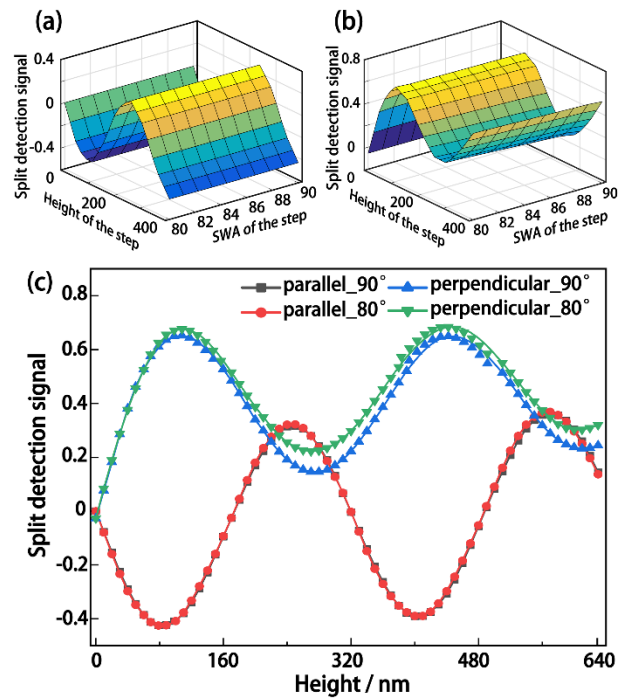 (a)
(b)
Split detection signal
0.4
0
-0.4
0
200
400
Height of the step
80 82 84 86 88 90
SWA of the step
Split detection signal
0.8
0.4
0
0
200
400
Height of the step
80 82 84 86 88 90
SWA of the step
(c)
parallel_90° perpendicular_90°
parallel_80° perpendicular_80°
Split detection signal
0.8
0.6
0.4
0.2
0
-0.2
-0.4
0 160 320 480 640
Height / nm